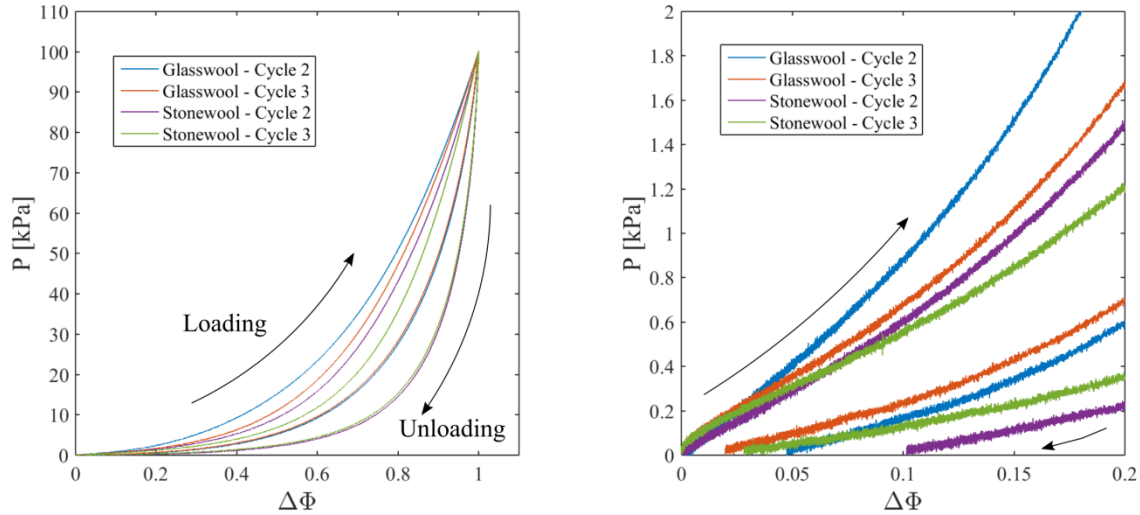 110
100
90
80
70
60
50
40
30
20
10
0
P [kPa]
Glasswool - Cycle 2
Glasswool - Cycle 3
Stonewool - Cycle 2
Stonewool - Cycle 3
Loading
Unloading
0 0.2 0.4 0.6 0.8 1
ΔΦ
2
1.8
1.6
1.4
1.2
1
0.8
0.6
0.4
0.2
0
P [kPa]
Glasswool - Cycle 2
Glasswool - Cycle 3
Stonewool - Cycle 2
Stonewool - Cycle 3
0 0.05 0.1 0.15 0.2
ΔΦ